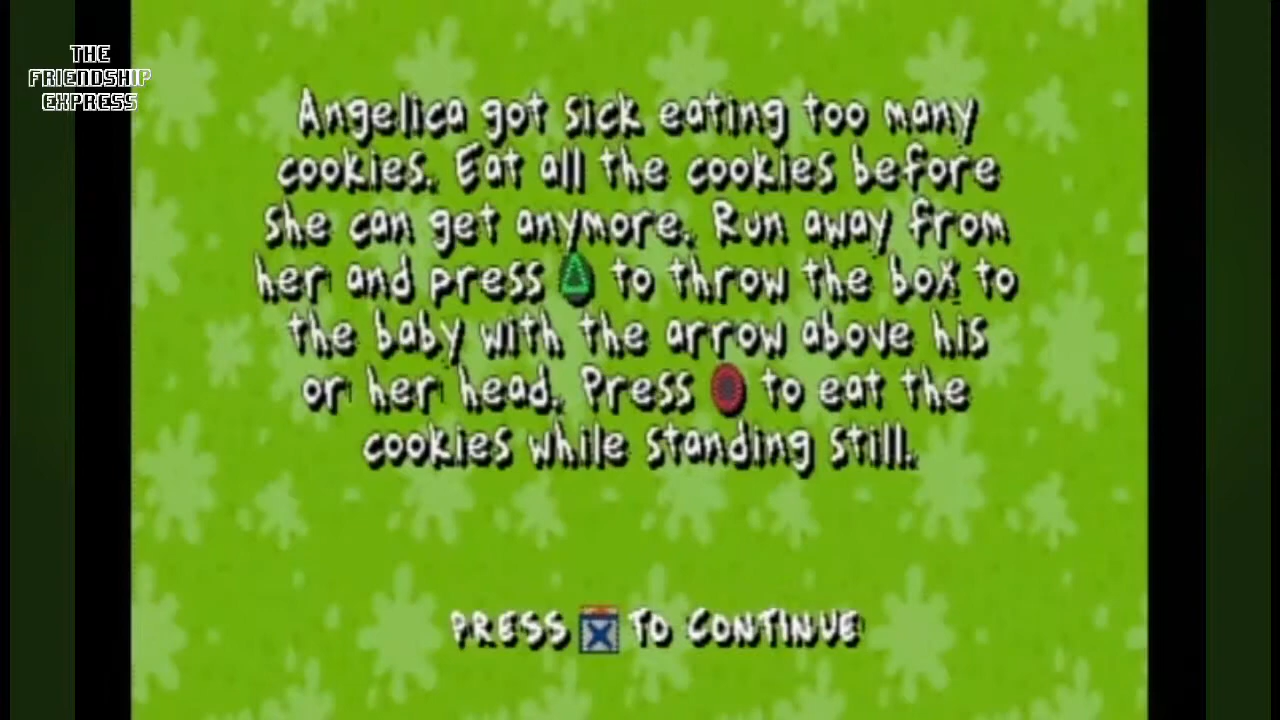 THE
FRIENDSHIP
EXPRESS
Angelica got sick eating too many
cookies. Eat all the cookies before
she can get anymore. Run away from
her and press to throw the box to
the baby with the arrow above his
or her head. Press to eat the
cookies while standing still.
PRESS X TO CONTINUE